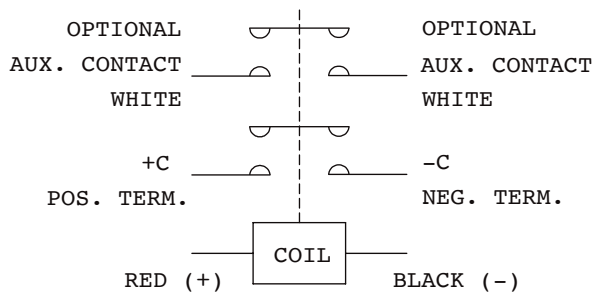 OPTIONAL
AUX. CONTACT
WHITE
OPTIONAL
AUX. CONTACT
WHITE
+C
POS. TERM.
-C
NEG. TERM.
COIL
RED (+)
BLACK (-)